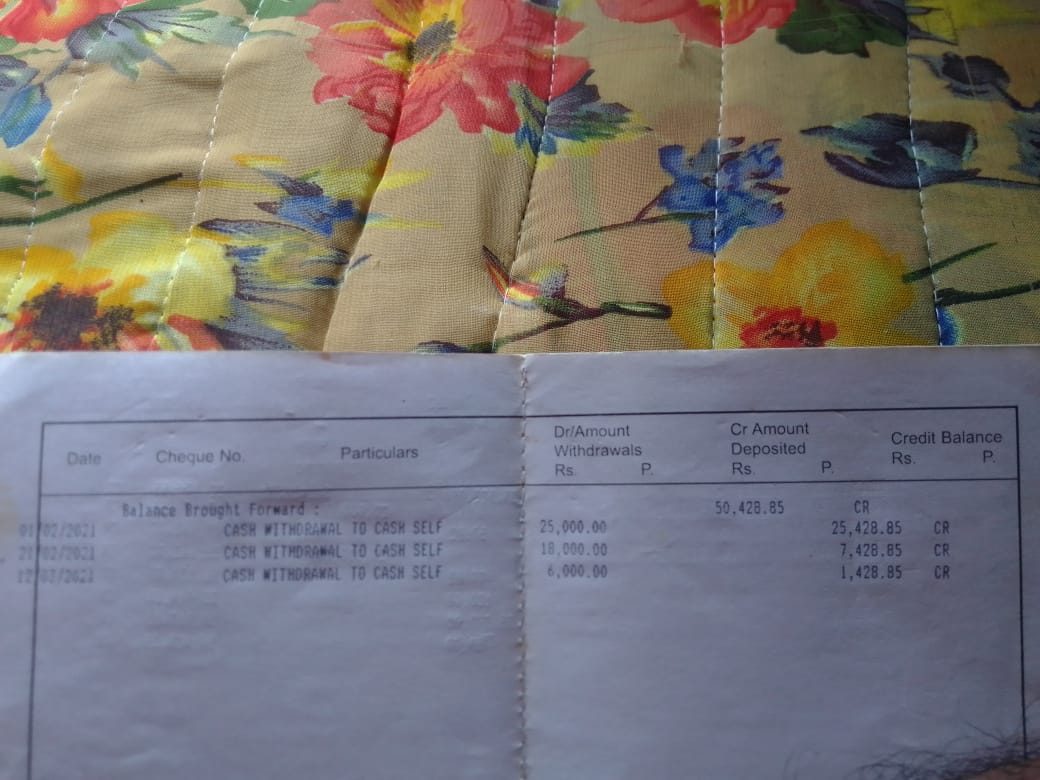 Date Cheque No. Particulars Dr/Amount Withdrawals Rs. P. Cr Amount Deposited Rs. P. Credit Balance Rs. P.
Balance Brought Forward : 50,428.85 CR
01/02/2021 CASH WITHDRAWAL TO CASH SELF 25,000.00 25,428.85 CR
CASH WITHDRAWAL TO CASH SELF 18,000.00 7,428.85 CR
CASH WITHDRAWAL TO CASH SELF 6,000.00 1,428.85 CR